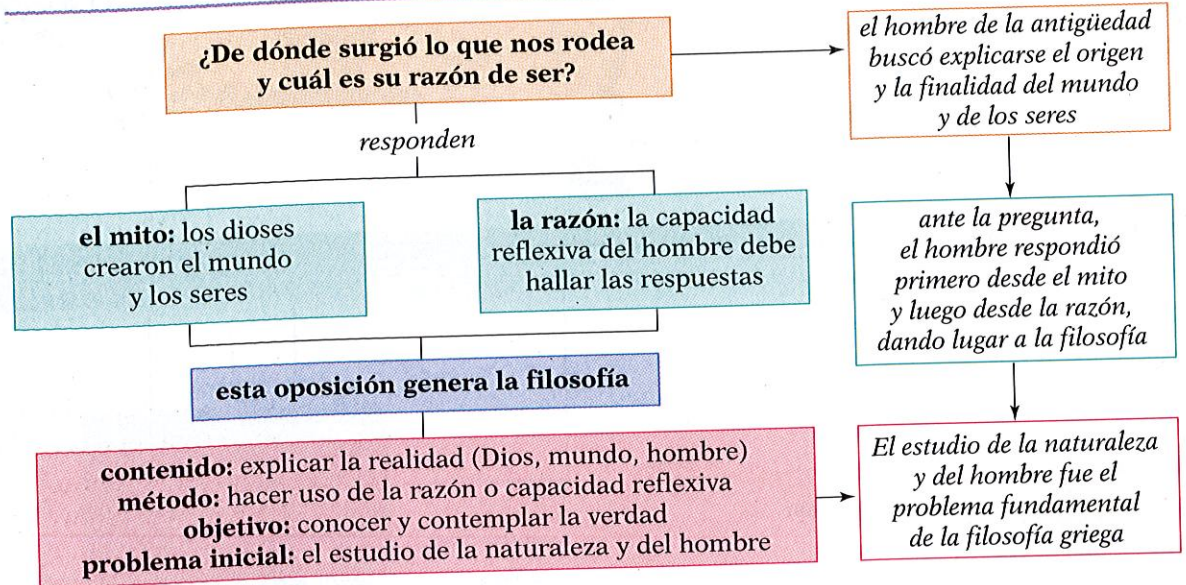 ¿De dónde surgió lo que nos rodea
y cuál es su razón de ser?
el hombre de la antigüedad
buscó explicarse el origen
y la finalidad del mundo
y de los seres
responden
el mito: los dioses
crearon el mundo
y los seres
la razón: la capacidad
reflexiva del hombre debe
hallar las respuestas
ante la pregunta,
el hombre respondió
primero desde el mito
y luego desde la razón,
dando lugar a la filosofía
esta oposición genera la filosofía
contenido: explicar la realidad (Dios, mundo, hombre)
método: hacer uso de la razón o capacidad reflexiva
objetivo: conocer y contemplar la verdad
problema inicial: el estudio de la naturaleza y del hombre
El estudio de la naturaleza
y del hombre fue el
problema fundamental
de la filosofía griega